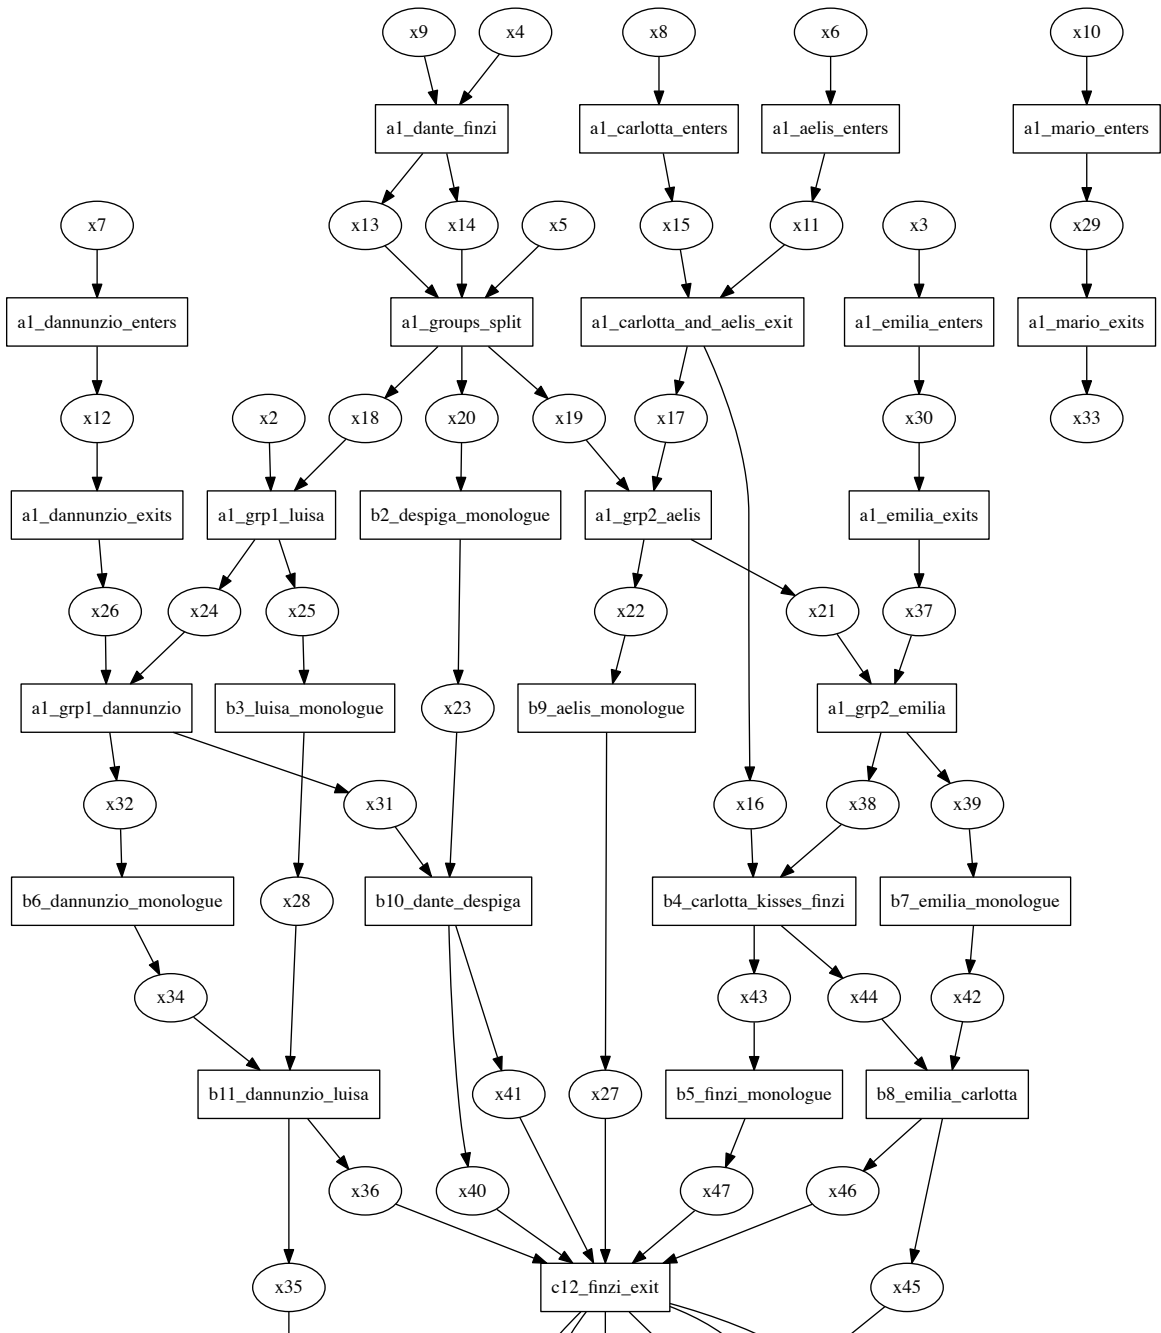 x9
x4
x8
x6
x10
a1_dante_finzi
a1_carlotta_enters
a1_aelis_enters
a1_mario_enters
x7
x13
x14
x5
x15
x11
x3
x29
a1_dannunzio_enters
a1_groups_split
a1_carlotta_and_aelis_exit
a1_emilia_enters
a1_mario_exits
x12
x2
x18
x20
x19
x17
x30
x33
a1_dannunzio_exits
a1_grp1_luisa
b2_despiga_monologue
a1_grp2_aelis
a1_emilia_exits
x26
x24
x25
x22
x21
x37
a1_grp1_dannunzio
b3_luisa_monologue
x23
b9_aelis_monologue
a1_grp2_emilia
x32
x31
x16
x38
x39
b6_dannunzio_monologue
x28
b10_dante_despiga
b4_carlotta_kisses_finzi
b7_emilia_monologue
x34
x43
x44
x42
b11_dannunzio_luisa
x41
x27
b5_finzi_monologue
b8_emilia_carlotta
x36
x40
x47
x46
x35
c12_finzi_exit
x45